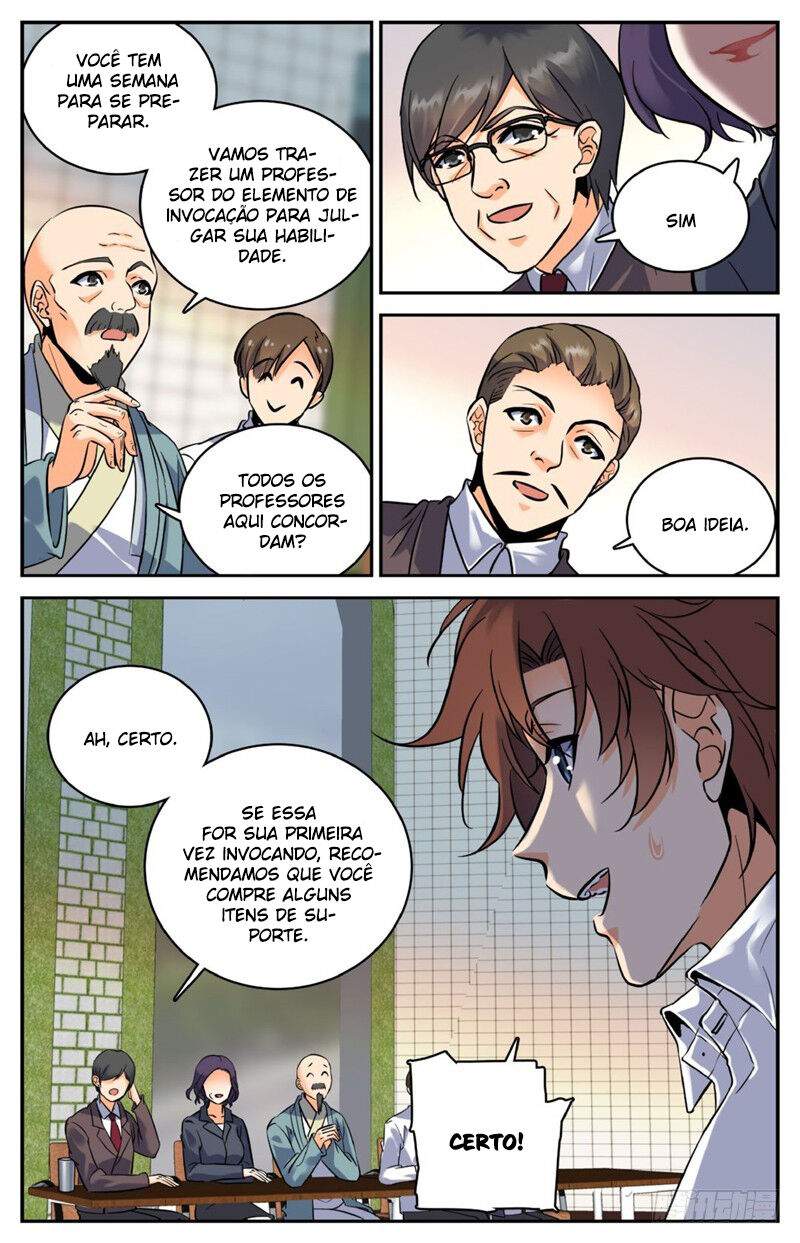 VOCÊ TEM
UMA SEMANA
PARA SE PRE-
PARAR.
VAMOS TRA-
ZER UM PROFES-
SOR DO ELEMENTO DE
INVOCAÇÃO PARA JUL-
GAR SUA HABILI-
DADE.
TODOS OS
PROFESSORES
AQUI CONCOR-
DAM?
SIM
BOA IDEIA.
AH, CERTO.
SE ESSA
FOR SUA PRIMEIRA
VEZ INVOCANDO, RECO-
MENDAMOS QUE VOCÊ
COMPRE ALGUNS
ITENS DE SU-
PORTE.
CERTO!